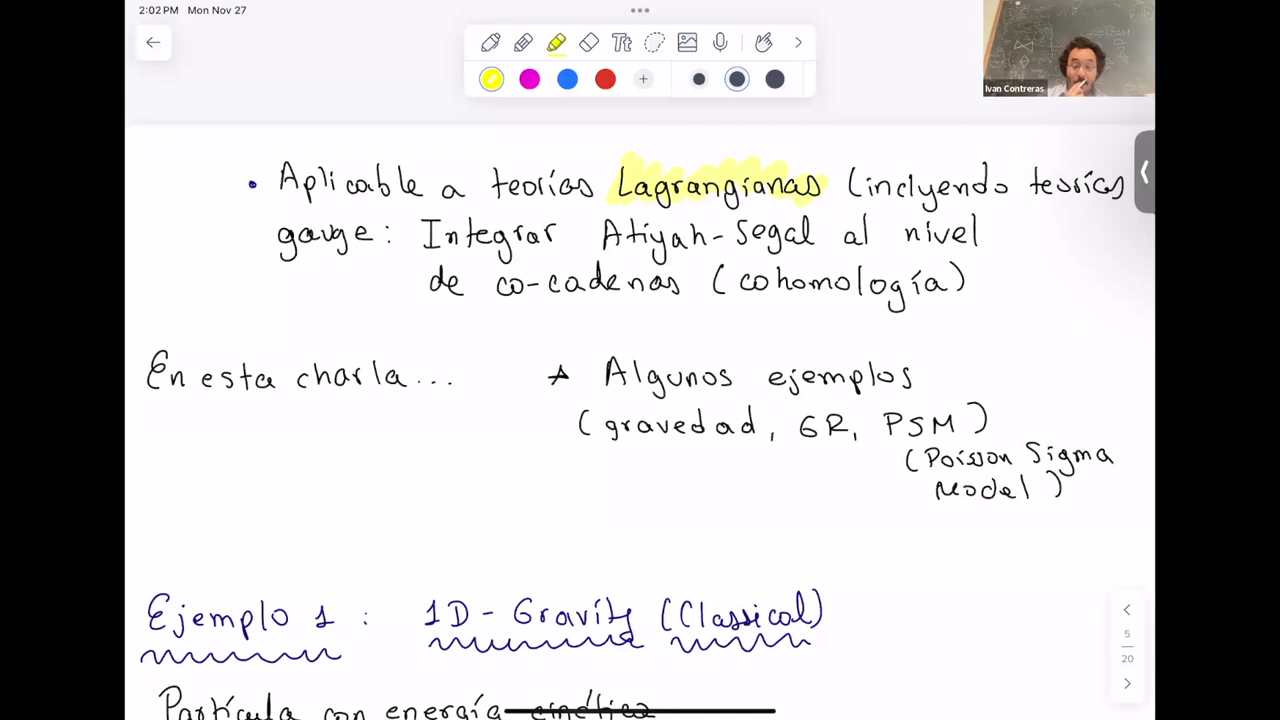 2:02 PM Mon Nov 27
Tt
Ivan Contreras
• Aplicable a teorías Lagrangianas (incluyendo teorías
gauge: Integrar Atiyah-Segal al nivel
de co-cadenas (cohomología)
En esta charla... * Algunos ejemplos
(gravedad, GR, PSM)
(Poisson Sigma
Model)
5
20
Ejemplo 1 : 1D-Gravity (Classical)
Partícula con energía cinética